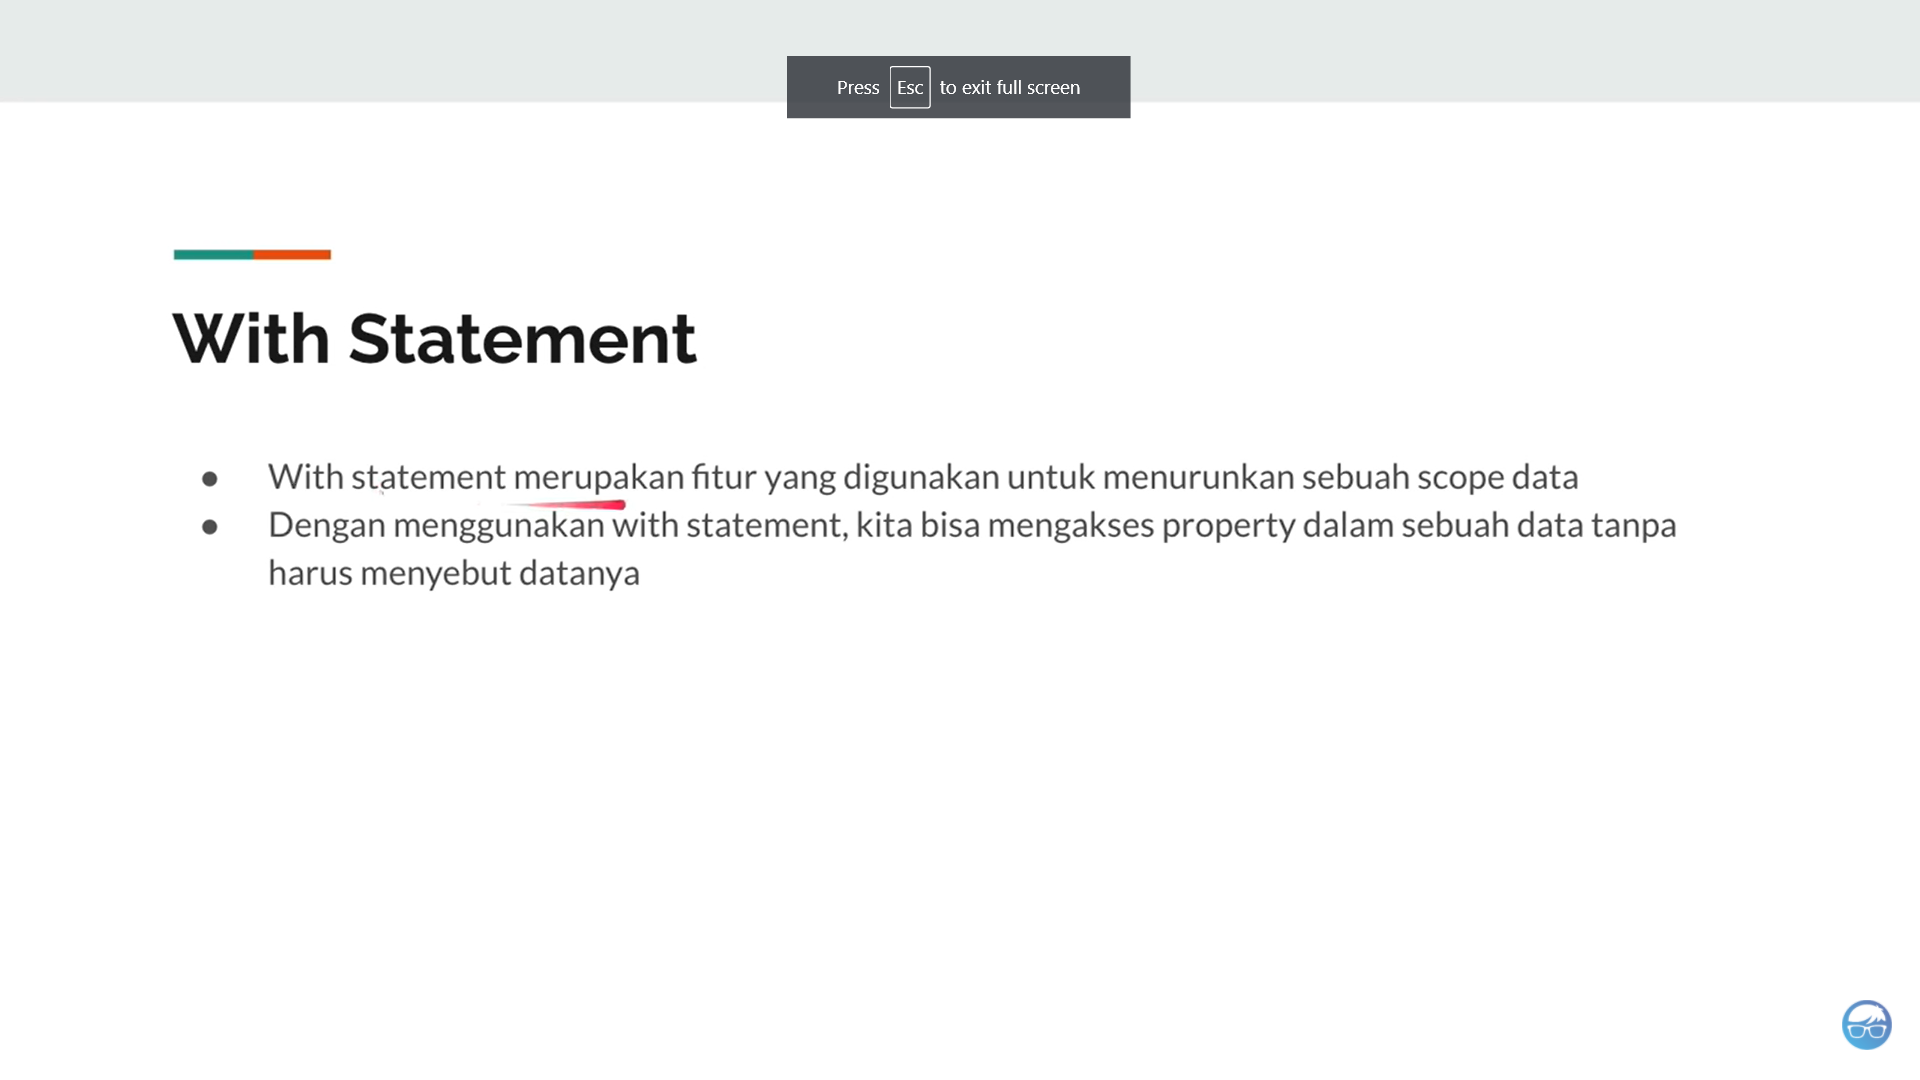 Press Esc to exit full screen
With Statement
● With statement merupakan fitur yang digunakan untuk menurunkan sebuah scope data
● Dengan menggunakan with statement, kita bisa mengakses property dalam sebuah data tanpa
harus menyebut datanya